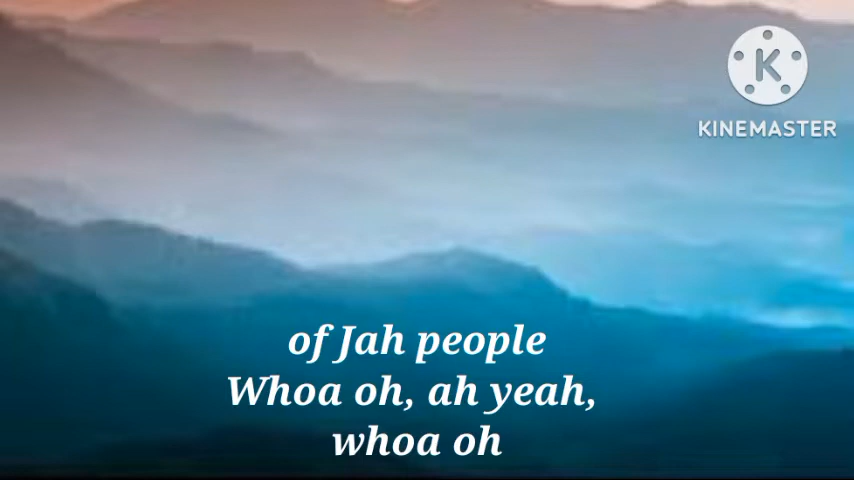 KINEMASTER
of Jah people
Whoa oh, ah yeah,
whoa oh